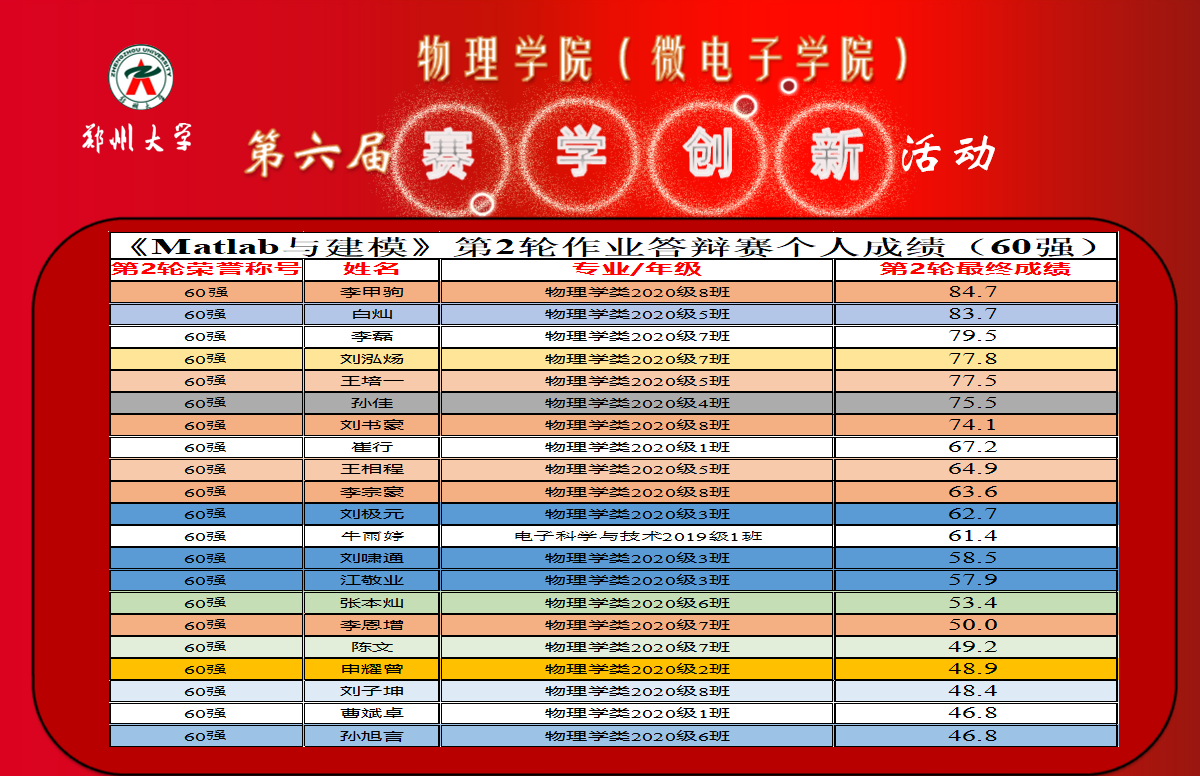 物理学院（微电子学院）
ZHENGZHOU UNIVERSITY
郑州大学
郑州大学
第六届赛学创新活动
《Matlab与建模》第2轮作业答辩赛个人成绩（60强）
第2轮荣誉称号 姓名 专业/年级 第2轮最终成绩
60强 李甲驹 物理学类2020级8班 84.7
60强 白灿 物理学类2020级5班 83.7
60强 李磊 物理学类2020级7班 79.5
60强 刘泓炀 物理学类2020级7班 77.8
60强 王培一 物理学类2020级5班 77.5
60强 孙佳 物理学类2020级4班 75.5
60强 刘书豪 物理学类2020级8班 74.1
60强 崔行 物理学类2020级1班 67.2
60强 王相程 物理学类2020级5班 64.9
60强 李宗豪 物理学类2020级8班 63.6
60强 刘极元 物理学类2020级3班 62.7
60强 牛雨婷 电子科学与技术2019级1班 61.4
60强 刘啸通 物理学类2020级3班 58.5
60强 江敬业 物理学类2020级3班 57.9
60强 张本灿 物理学类2020级6班 53.4
60强 李恩增 物理学类2020级7班 50.0
60强 陈文 物理学类2020级7班 49.2
60强 申耀曾 物理学类2020级2班 48.9
60强 刘子坤 物理学类2020级8班 48.4
60强 曹斌卓 物理学类2020级1班 46.8
60强 孙旭言 物理学类2020级6班 46.8